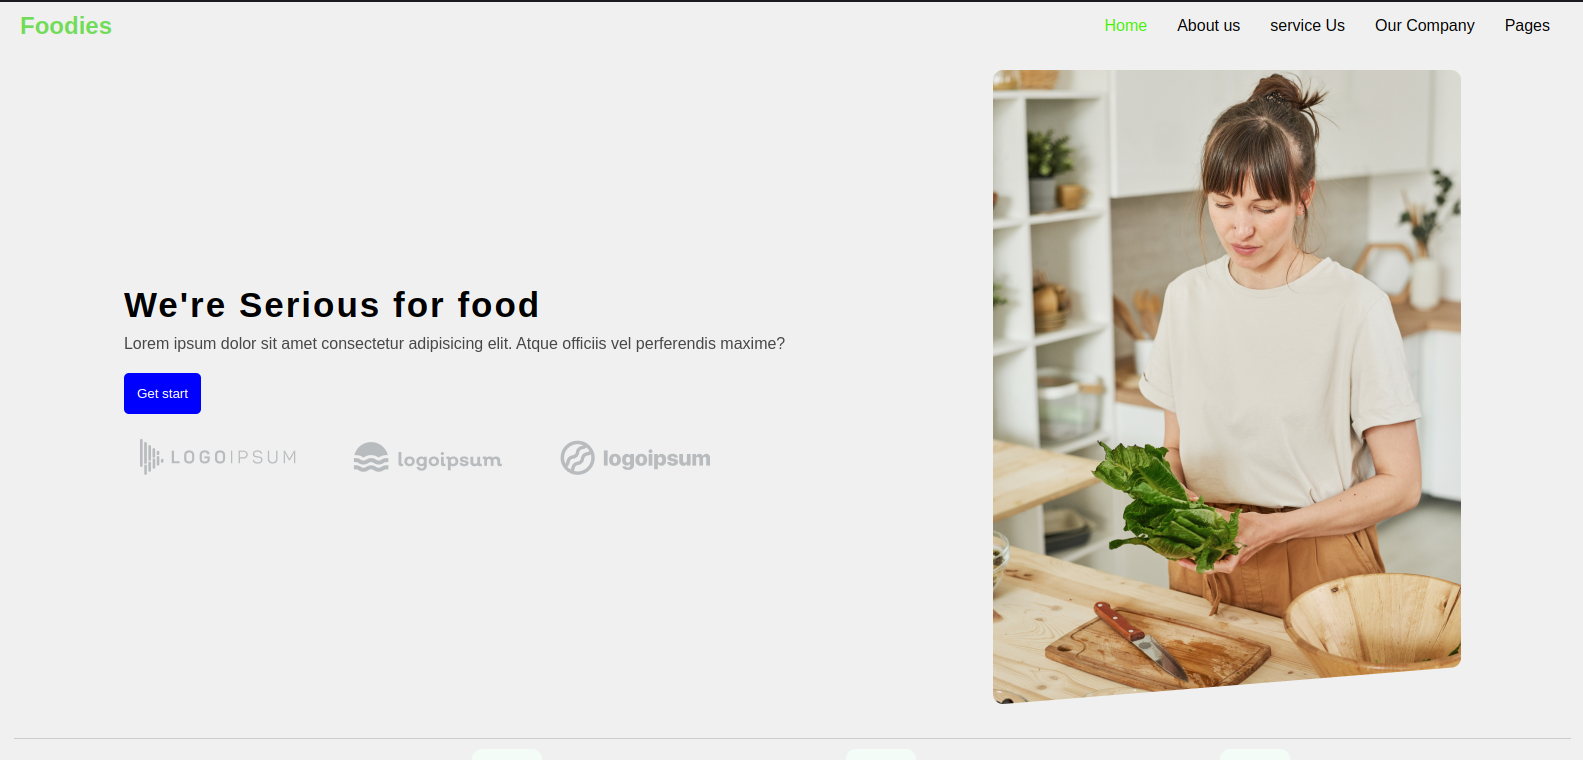 Foodies
Home About us service Us Our Company Pages
We're Serious for food
Lorem ipsum dolor sit amet consectetur adipisicing elit. Atque officiis vel perferendis maxime?
Get start
LOGOIPSUM logoipsum logoipsum